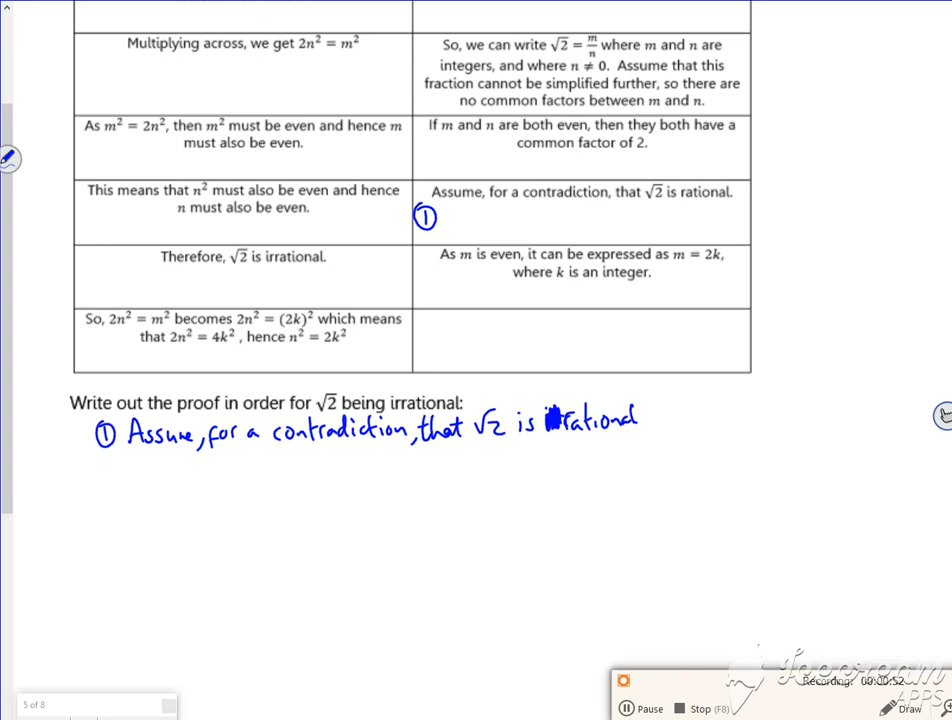 Multiplying across, we get 2n² = m²
So, we can write √2 = m/n where m and n are
integers, and where n ≠ 0. Assume that this
fraction cannot be simplified further, so there are
no common factors between m and n.
As m² = 2n², then m² must be even and hence m
must also be even.
If m and n are both even, then they both have a
common factor of 2.
This means that n² must also be even and hence
n must also be even.
Assume, for a contradiction, that √2 is rational.
①
Therefore, √2 is irrational.
As m is even, it can be expressed as m = 2k,
where k is an integer.
So, 2n² = m² becomes 2n² = (2k)² which means
that 2n² = 4k² , hence n² = 2k²
Write out the proof in order for √2 being irrational:
① Assume, for a contradiction, that √2 is rational
Icecream
APPS
Recording: 00:00:52
5 of 8
Pause
Stop (F8)
Draw